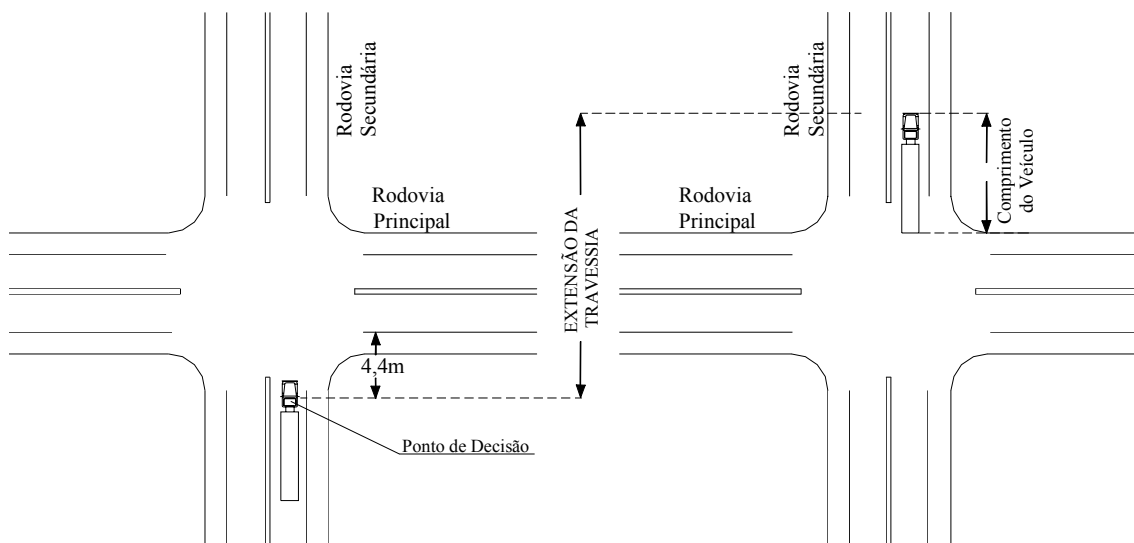 Rodovia
Secundária
Rodovia
Secundária
Rodovia
Principal
Rodovia
Principal
EXTENSÃO DA
TRAVESSIA
Comprimento
do Veículo
4,4m
Ponto de Decisão